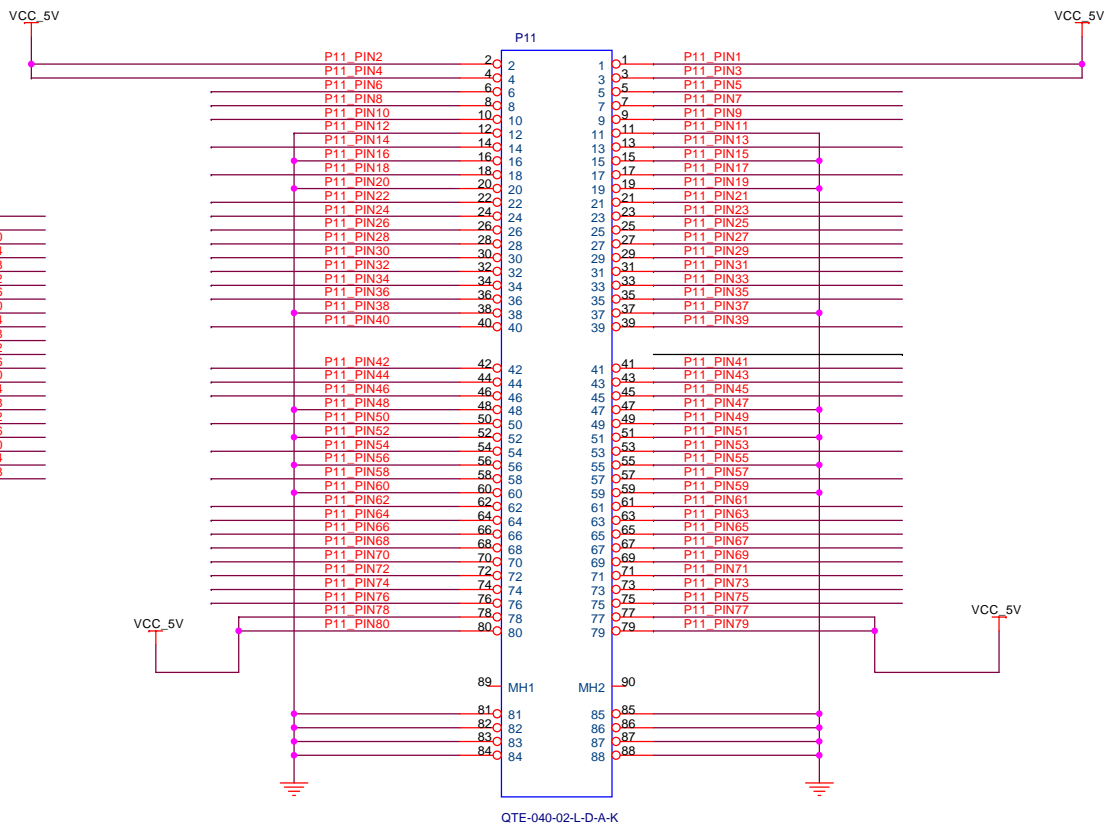 VCC_5V VCC_5V
P11
P11_PIN2 2 2 1 1 P11_PIN1
P11_PIN4 4 4 3 3 P11_PIN3
P11_PIN6 6 6 5 5 P11_PIN5
P11_PIN8 8 8 7 7 P11_PIN7
P11_PIN10 10 10 9 9 P11_PIN9
P11_PIN12 12 12 11 11 P11_PIN11
P11_PIN14 14 14 13 13 P11_PIN13
P11_PIN16 16 16 15 15 P11_PIN15
P11_PIN18 18 18 17 17 P11_PIN17
P11_PIN20 20 20 19 19 P11_PIN19
P11_PIN22 22 22 21 21 P11_PIN21
P11_PIN24 24 24 23 23 P11_PIN23
P11_PIN26 26 26 25 25 P11_PIN25
P11_PIN28 28 28 27 27 P11_PIN27
P11_PIN30 30 30 29 29 P11_PIN29
P11_PIN32 32 32 31 31 P11_PIN31
P11_PIN34 34 34 33 33 P11_PIN33
P11_PIN36 36 36 35 35 P11_PIN35
P11_PIN38 38 38 37 37 P11_PIN37
P11_PIN40 40 40 39 39 P11_PIN39
P11_PIN42 42 42 41 41 P11_PIN41
P11_PIN44 44 44 43 43 P11_PIN43
P11_PIN46 46 46 45 45 P11_PIN45
P11_PIN48 48 48 47 47 P11_PIN47
P11_PIN50 50 50 49 49 P11_PIN49
P11_PIN52 52 52 51 51 P11_PIN51
P11_PIN54 54 54 53 53 P11_PIN53
P11_PIN56 56 56 55 55 P11_PIN55
P11_PIN58 58 58 57 57 P11_PIN57
P11_PIN60 60 60 59 59 P11_PIN59
P11_PIN62 62 62 61 61 P11_PIN61
P11_PIN64 64 64 63 63 P11_PIN63
P11_PIN66 66 66 65 65 P11_PIN65
P11_PIN68 68 68 67 67 P11_PIN67
P11_PIN70 70 70 69 69 P11_PIN69
P11_PIN72 72 72 71 71 P11_PIN71
P11_PIN74 74 74 73 73 P11_PIN73
P11_PIN76 76 76 75 75 P11_PIN75
P11_PIN78 78 78 77 77 P11_PIN77
VCC_5V P11_PIN80 80 80 79 79 P11_PIN79 VCC_5V
89 MH1 MH2 90
81 81 85 85
82 82 86 86
83 83 87 87
84 84 88 88
QTE-040-02-L-D-A-K